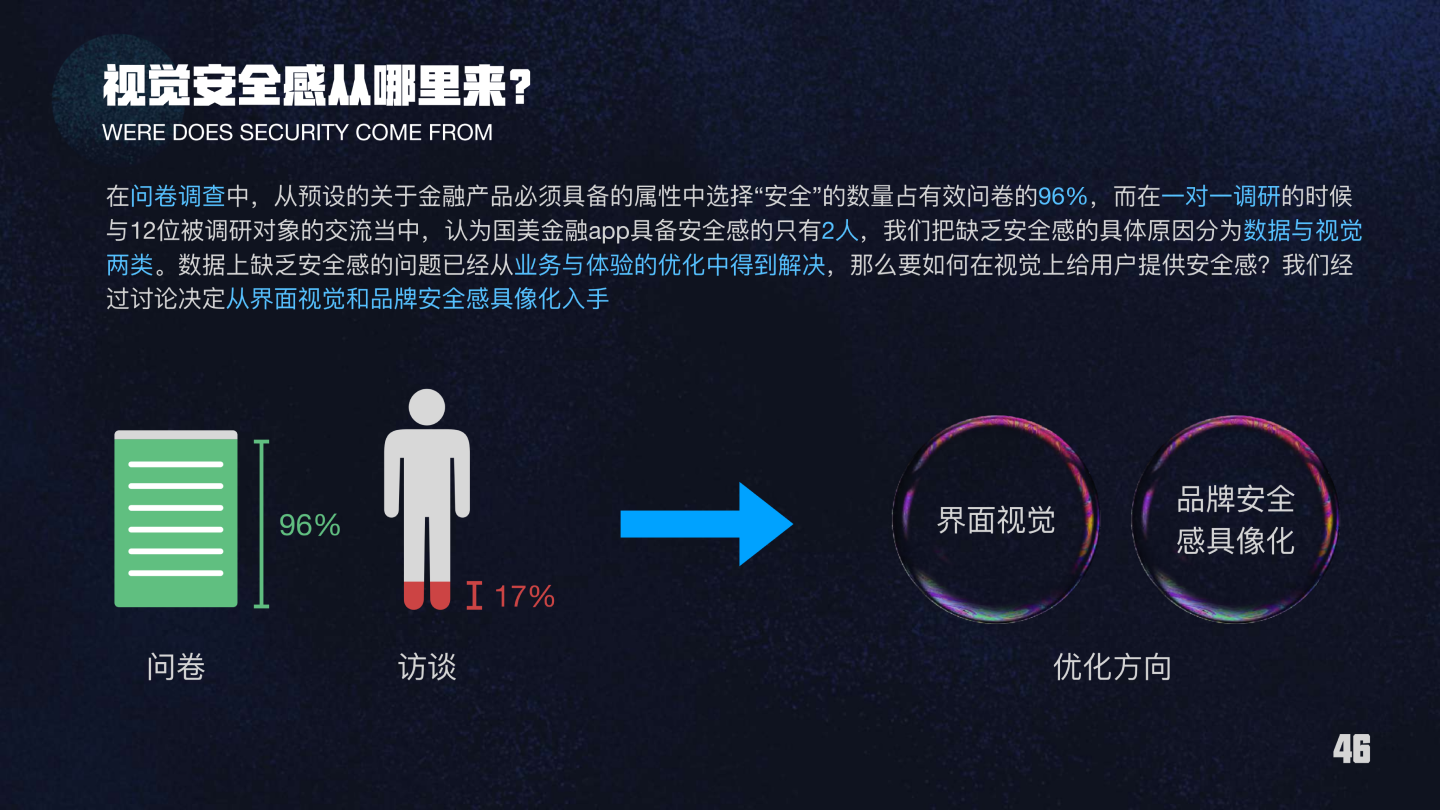 视觉安全感从哪里来?
WERE DOES SECURITY COME FROM
在问卷调查中，从预设的关于金融产品必须具备的属性中选择“安全”的数量占有效问卷的96%，而在一对一调研的时候
与12位被调研对象的交流当中，认为国美金融app具备安全感的只有2人，我们把缺乏安全感的具体原因分为数据与视觉
两类。数据上缺乏安全感的问题已经从业务与体验的优化中得到解决，那么要如何在视觉上给用户提供安全感？我们经
过讨论决定从界面视觉和品牌安全感具像化入手
96%
17%
界面视觉
品牌安全
感具像化
问卷
访谈
优化方向
46